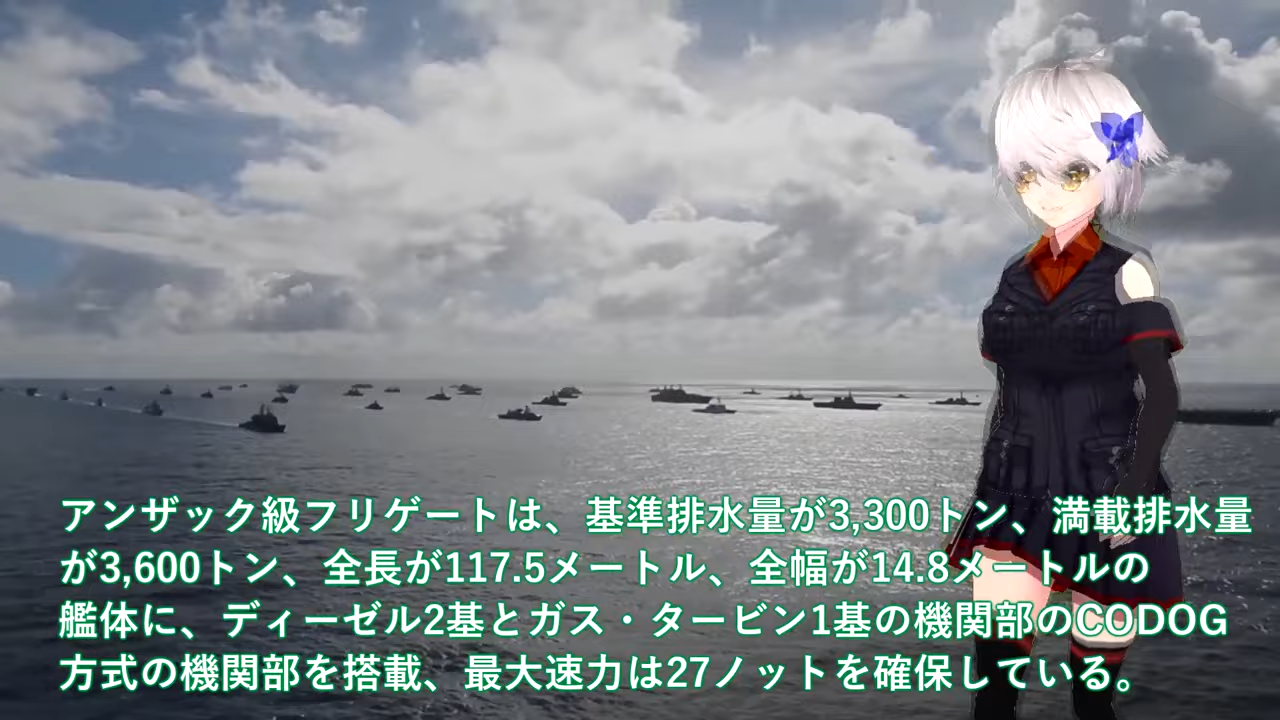 アンザック級フリゲートは、基準排水量が3,300トン、満載排水量
が3,600トン、全長が117.5メートル、全幅が14.8メートルの
艦体に、ディーゼル2基とガス・タービン1基の機関部のCODOG
方式の機関部を搭載、最大速力は27ノットを確保している。